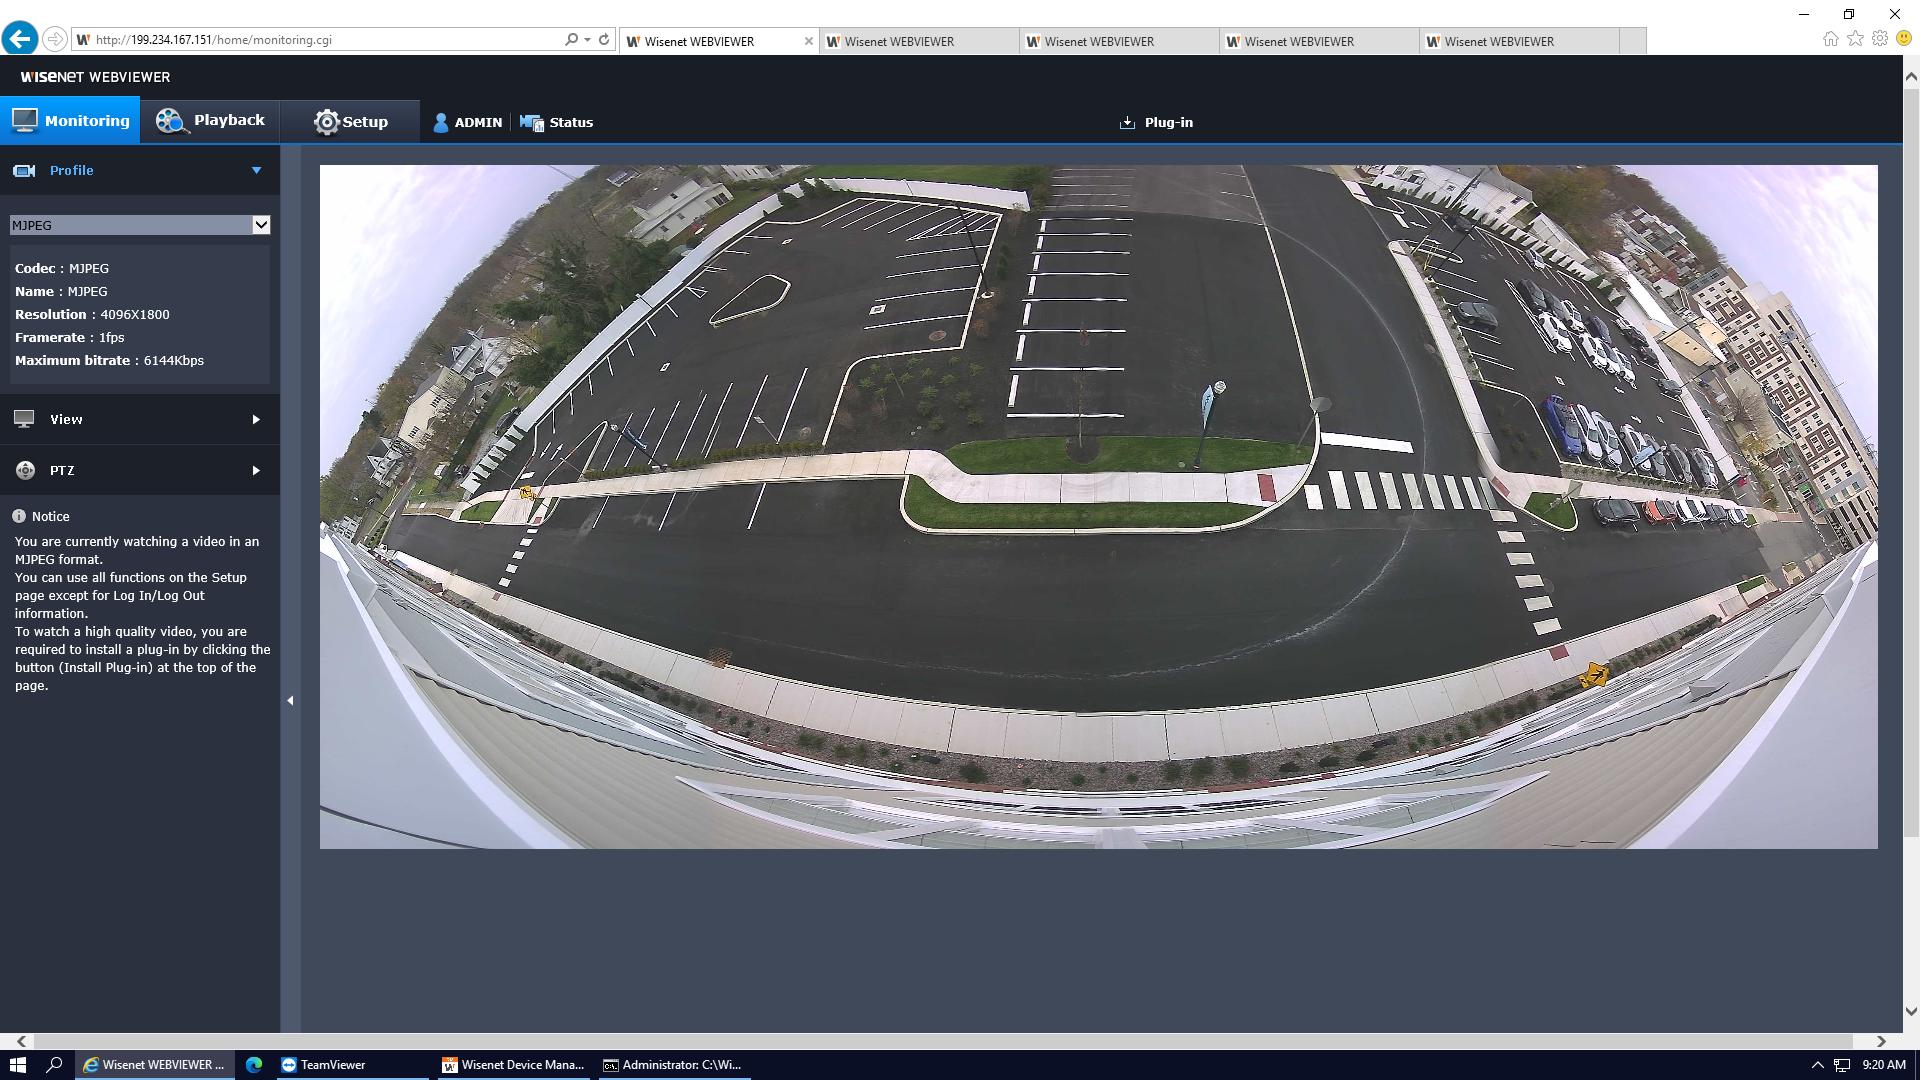 http://199.234.167.151/home/monitoring.cgi
Wisenet WEBVIEWER
Wisenet WEBVIEWER
Wisenet WEBVIEWER
Wisenet WEBVIEWER
Wisenet WEBVIEWER
WISENET WEBVIEWER
Monitoring
Playback
Setup
ADMIN
Status
Plug-in
Profile
MJPEG
Codec : MJPEG
Name : MJPEG
Resolution : 4096X1800
Framerate : 1fps
Maximum bitrate : 6144Kbps
View
PTZ
Notice
You are currently watching a video in an
MJPEG format.
You can use all functions on the Setup
page except for Log In/Log Out
information.
To watch a high quality video, you are
required to install a plug-in by clicking the
button (Install Plug-in) at the top of the
page.
Wisenet WEBVIEWER ...
TeamViewer
Wisenet Device Mana...
Administrator: C:\Wi...
9:20 AM